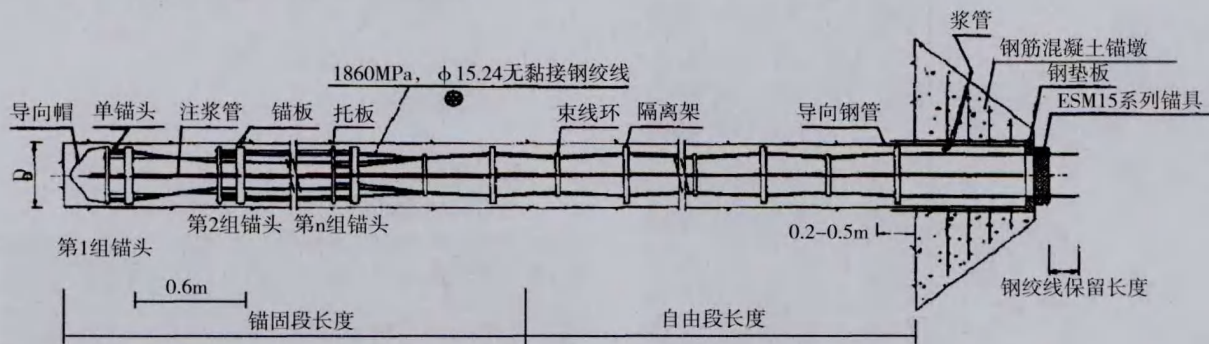 浆管
钢筋混凝土锚墩
1860MPa，φ15.24无黏接钢绞线
钢垫板
导向帽
单锚头
注浆管
锚板
托板
束线环
隔离架
导向钢管
ESM15系列锚具
D
第1组锚头
第2组锚头
第n组锚头
0.2-0.5m
0.6m
钢绞线保留长度
锚固段长度
自由段长度